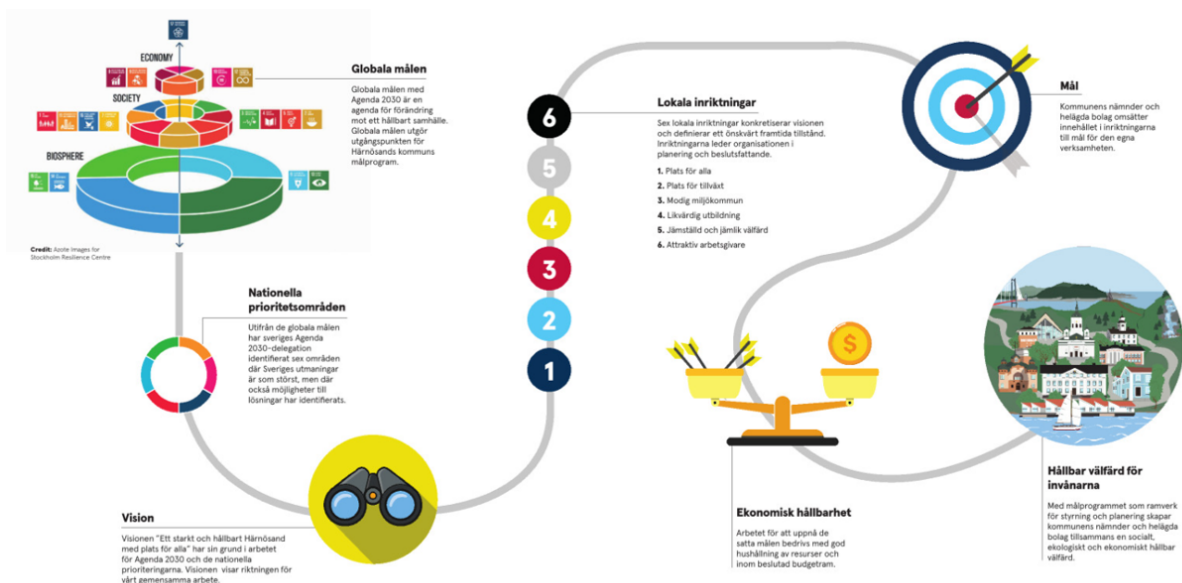 ECONOMY
SOCIETY
BIOSPHERE
Credit: Azote Images for
Stockholm Resilience Centre
Globala målen
Globala målen med
Agenda 2030 är en
agenda för förändring
mot ett hållbart samhälle.
Globala målen utgör
utgångspunkten för
Härnösands kommuns
målprogram.
Nationella
prioritetsområden
Utifrån de globala målen
har sveriges Agenda
2030-delegation
identifierat sex områden
där Sveriges utmaningar
är som störst, men där
också möjligheter till
lösningar har identifierats.
Vision
Visionen "Ett starkt och hållbart Härnösand
med plats för alla" har sin grund i arbetet
för Agenda 2030 och de nationella
prioriteringarna. Visionen visar riktningen för
vårt gemensamma arbete.
6
5
4
3
2
1
Lokala inriktningar
Sex lokala inriktningar konkretiserar visionen
och definierar ett önskvärt framtida tillstånd.
Inriktningarna leder organisationen i
planering och beslutsfattande.
1. Plats för alla
2. Plats för tillväxt
3. Modig miljökommun
4. Likvärdig utbildning
5. Jämställd och jämlik välfärd
6. Attraktiv arbetsgivare
Mål
Kommunens nämnder och
helägda bolag omsätter
innehållet i inriktningarna
till mål för den egna
verksamheten.
$
Ekonomisk hållbarhet
Arbetet för att uppnå de
satta målen bedrivs med god
hushållning av resurser och
inom beslutad budgetram.
Hållbar välfärd för
invånarna
Med målprogrammet som ramverk
för styrning och planering skapar
kommunens nämnder och helägda
bolag tillsammans en socialt,
ekologiskt och ekonomiskt hållbar
välfärd.